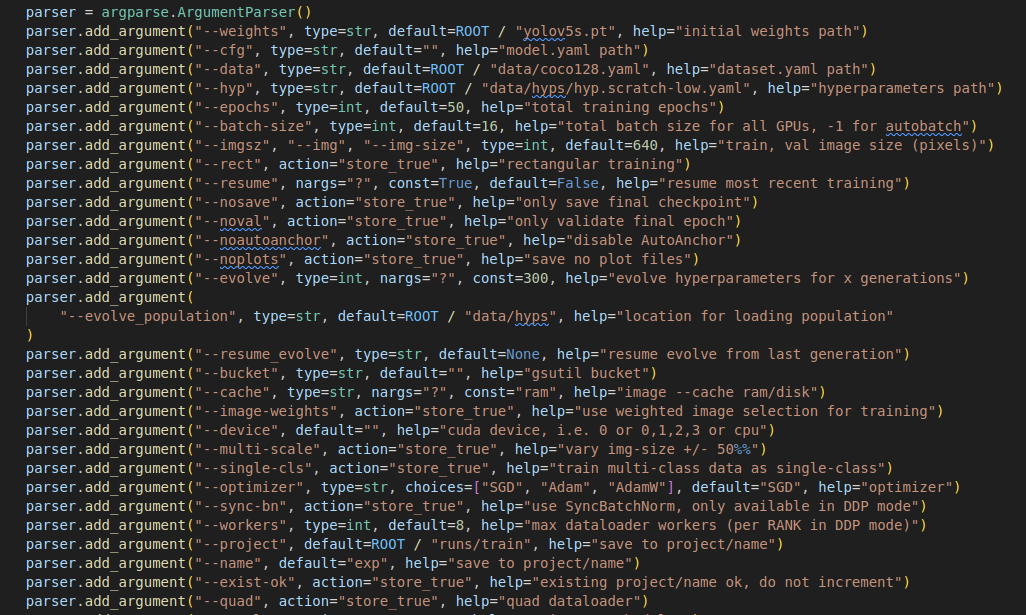 parser = argparse.ArgumentParser()
parser.add_argument("--weights", type=str, default=ROOT / "yolov5s.pt", help="initial weights path")
parser.add_argument("--cfg", type=str, default="", help="model.yaml path")
parser.add_argument("--data", type=str, default=ROOT / "data/coco128.yaml", help="dataset.yaml path")
parser.add_argument("--hyp", type=str, default=ROOT / "data/hyps/hyp.scratch-low.yaml", help="hyperparameters path")
parser.add_argument("--epochs", type=int, default=50, help="total training epochs")
parser.add_argument("--batch-size", type=int, default=16, help="total batch size for all GPUs, -1 for autobatch")
parser.add_argument("--imgsz", "--img", "--img-size", type=int, default=640, help="train, val image size (pixels)")
parser.add_argument("--rect", action="store_true", help="rectangular training")
parser.add_argument("--resume", nargs="?", const=True, default=False, help="resume most recent training")
parser.add_argument("--nosave", action="store_true", help="only save final checkpoint")
parser.add_argument("--noval", action="store_true", help="only validate final epoch")
parser.add_argument("--noautoanchor", action="store_true", help="disable AutoAnchor")
parser.add_argument("--noplots", action="store_true", help="save no plot files")
parser.add_argument("--evolve", type=int, nargs="?", const=300, help="evolve hyperparameters for x generations")
parser.add_argument(
    "--evolve_population", type=str, default=ROOT / "data/hyps", help="location for loading population"
)
parser.add_argument("--resume_evolve", type=str, default=None, help="resume evolve from last generation")
parser.add_argument("--bucket", type=str, default="", help="gsutil bucket")
parser.add_argument("--cache", type=str, nargs="?", const="ram", help="image --cache ram/disk")
parser.add_argument("--image-weights", action="store_true", help="use weighted image selection for training")
parser.add_argument("--device", default="", help="cuda device, i.e. 0 or 0,1,2,3 or cpu")
parser.add_argument("--multi-scale", action="store_true", help="vary img-size +/- 50%%")
parser.add_argument("--single-cls", action="store_true", help="train multi-class data as single-class")
parser.add_argument("--optimizer", type=str, choices=["SGD", "Adam", "AdamW"], default="SGD", help="optimizer")
parser.add_argument("--sync-bn", action="store_true", help="use SyncBatchNorm, only available in DDP mode")
parser.add_argument("--workers", type=int, default=8, help="max dataloader workers (per RANK in DDP mode)")
parser.add_argument("--project", default=ROOT / "runs/train", help="save to project/name")
parser.add_argument("--name", default="exp", help="save to project/name")
parser.add_argument("--exist-ok", action="store_true", help="existing project/name ok, do not increment")
parser.add_argument("--quad", action="store_true", help="quad dataloader")